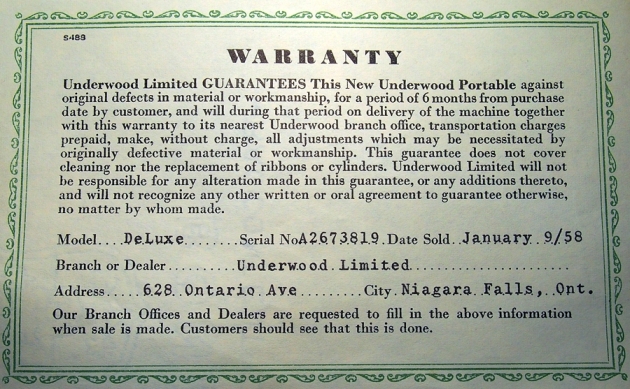 S-488
WARRANTY
Underwood Limited GUARANTEES This New Underwood Portable against
original defects in material or workmanship, for a period of 6 months from purchase
date by customer, and will during that period on delivery of the machine together
with this warranty to its nearest Underwood branch office, transportation charges
prepaid, make, without charge, all adjustments which may be necessitated by
originally defective material or workmanship. This guarantee does not cover
cleaning nor the replacement of ribbons or cylinders. Underwood Limited will not
be responsible for any alteration made in this guarantee, or any additions thereto,
and will not recognize any other written or oral agreement to guarantee otherwise,
no matter by whom made.
Model....DeLuxe........Serial No A2673819. Date Sold..January 9/58
Branch or Dealer..........Underwood Limited........................
Address.....628 Ontario Ave.........City Niagara Falls, Ont.
Our Branch Offices and Dealers are requested to fill in the above information
when sale is made. Customers should see that this is done.